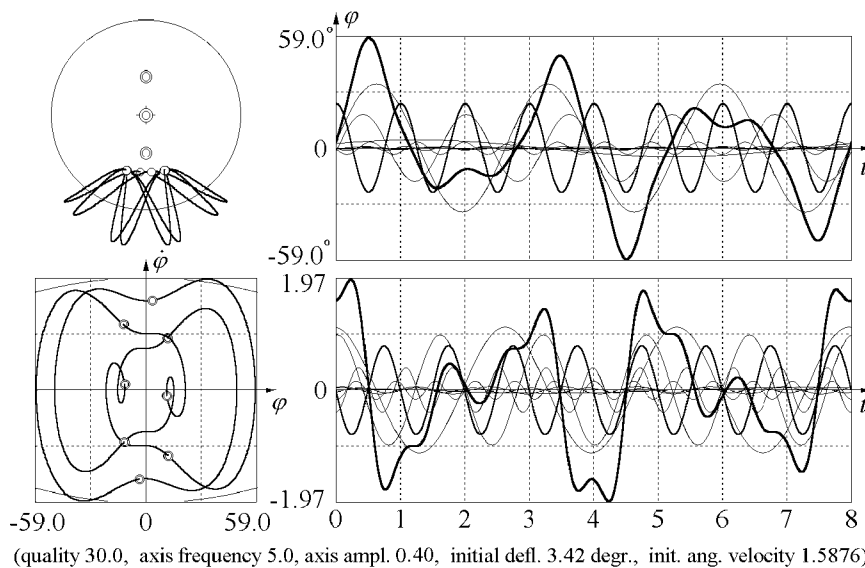 φ
59.0°
0
-59.0°
t
φ̇
1.97
0
-1.97
φ
t
-59.0 0 59.0
0 1 2 3 4 5 6 7 8
(quality 30.0, axis frequency 5.0, axis ampl. 0.40, initial defl. 3.42 degr., init. ang. velocity 1.5876)